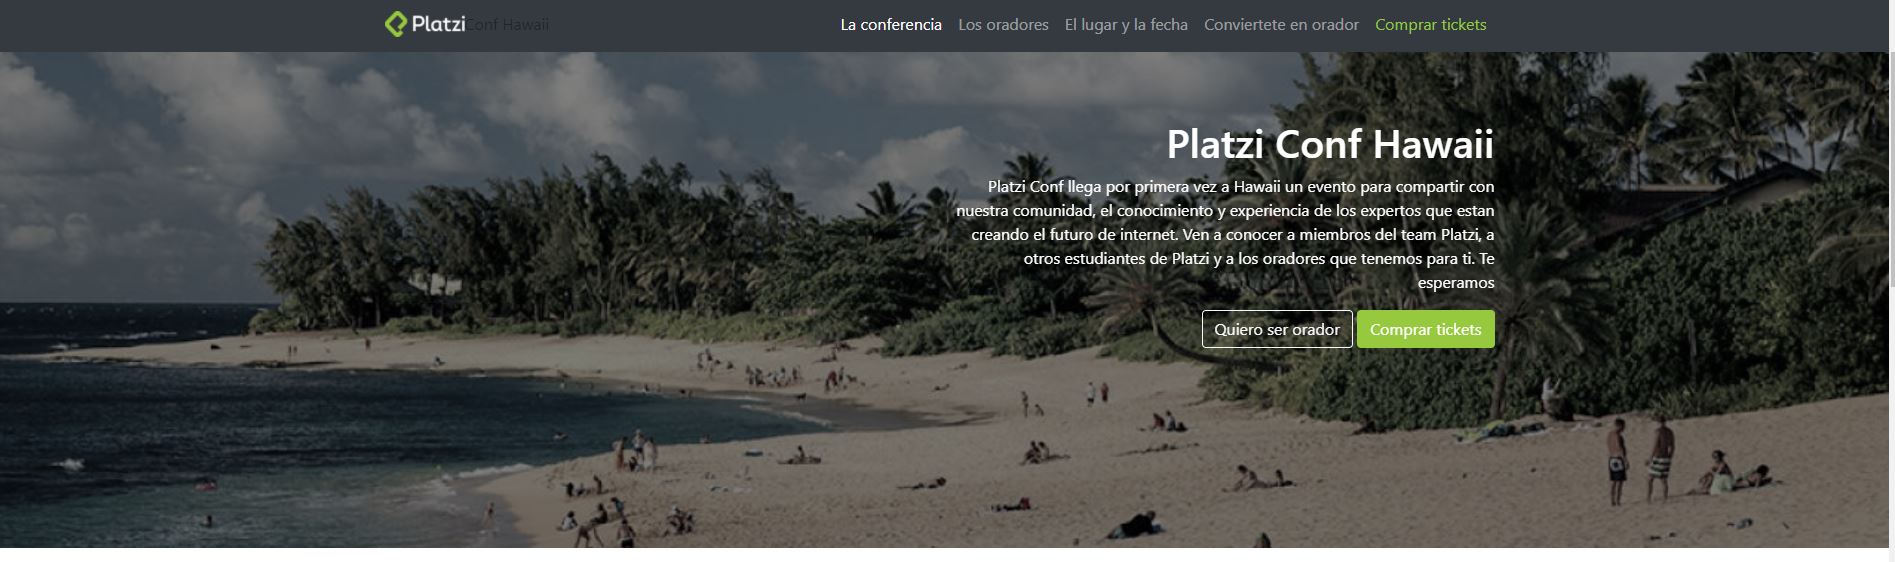 Platzi Conf Hawaii
La conferencia Los oradores El lugar y la fecha Conviertete en orador Comprar tickets
Platzi Conf Hawaii
Platzi Conf llega por primera vez a Hawaii un evento para compartir con
nuestra comunidad, el conocimiento y experiencia de los expertos que estan
creando el futuro de internet. Ven a conocer a miembros del team Platzi, a
otros estudiantes de Platzi y a los oradores que tenemos para ti. Te
esperamos
Quiero ser orador Comprar tickets